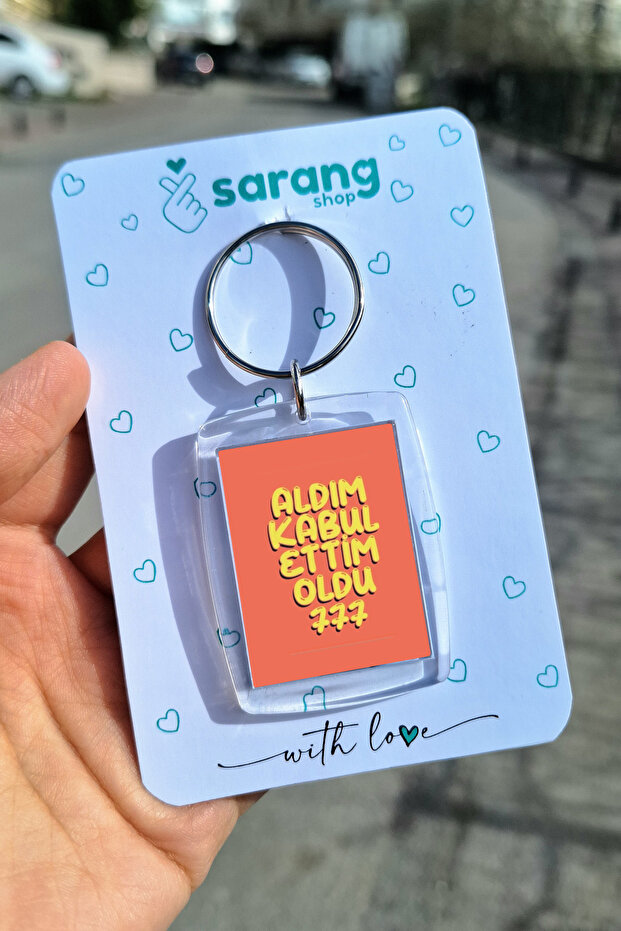 sarang
shop
ALDIM
KABUL
ETTİM
OLDU
777
with love